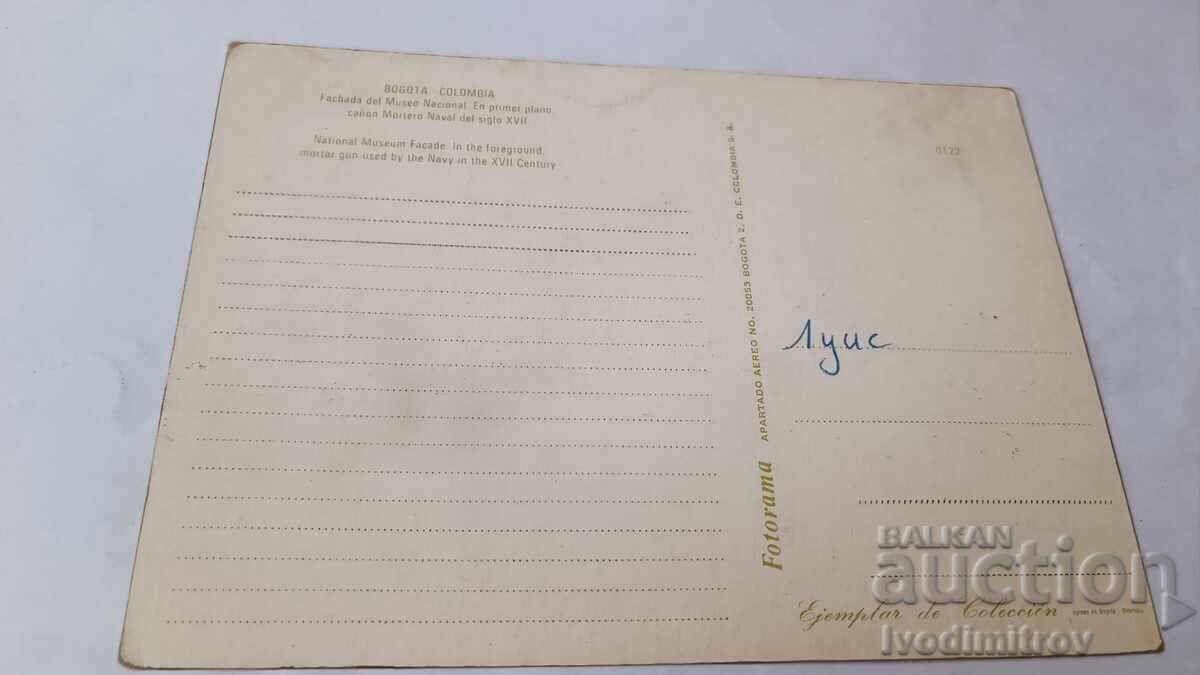 BOGOTA COLOMBIA
Fachada del Museo Nacional. En primer plano,
cañon Mortero Naval del siglo XVII
National Museum Facade. In the foreground,
mortar gun used by the Navy in the XVII Century
Fotorama APARTADO AEREO NO. 20053 BOGOTA 2, D. E. COLOMBIA S. A.
0122
Луис
Ejemplar de Colección
BALKAN
auction
Ivodimitrov